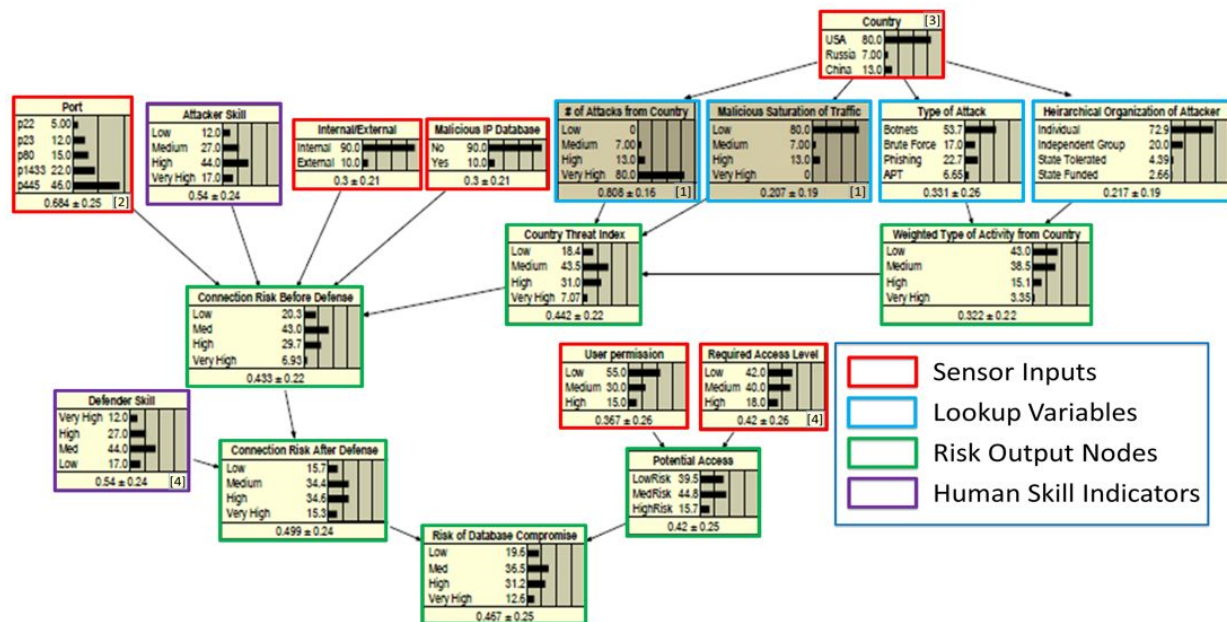 Country [3]
USA 80.0
Russia 7.00
China 13.0
Port
p22 5.00
p23 12.0
p80 15.0
p1433 22.0
p445 46.0
0.684 ± 0.25 [2]
Attacker Skill
Low 12.0
Medium 27.0
High 44.0
Very High 17.0
0.54 ± 0.24
Internal/External
Internal 90.0
External 10.0
0.3 ± 0.21
Malicious IP Database
No 90.0
Yes 10.0
0.3 ± 0.21
# of Attacks from Country
Low 0
Medium 7.00
High 13.0
Very High 80.0
0.808 ± 0.16 [1]
Malicious Saturation of Traffic
Low 80.0
Medium 7.00
High 13.0
Very High 0
0.207 ± 0.19 [1]
Type of Attack
Botnets 53.7
Brute Force 17.0
Phishing 22.7
APT 6.65
0.331 ± 0.26
Heirarchical Organization of Attacker
Individual 72.9
Independent Group 20.0
State Tolerated 4.39
State Funded 2.66
0.217 ± 0.19
Country Threat Index
Low 18.4
Medium 43.5
High 31.0
Very High 7.07
0.442 ± 0.22
Weighted Type of Activity from Country
Low 43.0
Medium 38.5
High 15.1
Very High 3.35
0.322 ± 0.22
Connection Risk Before Defense
Low 20.3
Med 43.0
High 29.7
Very High 6.93
0.433 ± 0.22
User permission
Low 55.0
Medium 30.0
High 15.0
0.367 ± 0.26
Required Access Level
Low 42.0
Medium 40.0
High 18.0
0.42 ± 0.26 [4]
Defender Skill
Very High 12.0
High 27.0
Med 44.0
Low 17.0
0.54 ± 0.24 [4]
Connection Risk After Defense
Low 15.7
Medium 34.4
High 34.6
Very High 15.3
0.499 ± 0.24
Potential Access
LowRisk 39.5
MedRisk 44.8
HighRisk 15.7
0.42 ± 0.25
Risk of Database Compromise
Low 19.6
Med 36.5
High 31.2
Very High 12.6
0.467 ± 0.25
Sensor Inputs
Lookup Variables
Risk Output Nodes
Human Skill Indicators